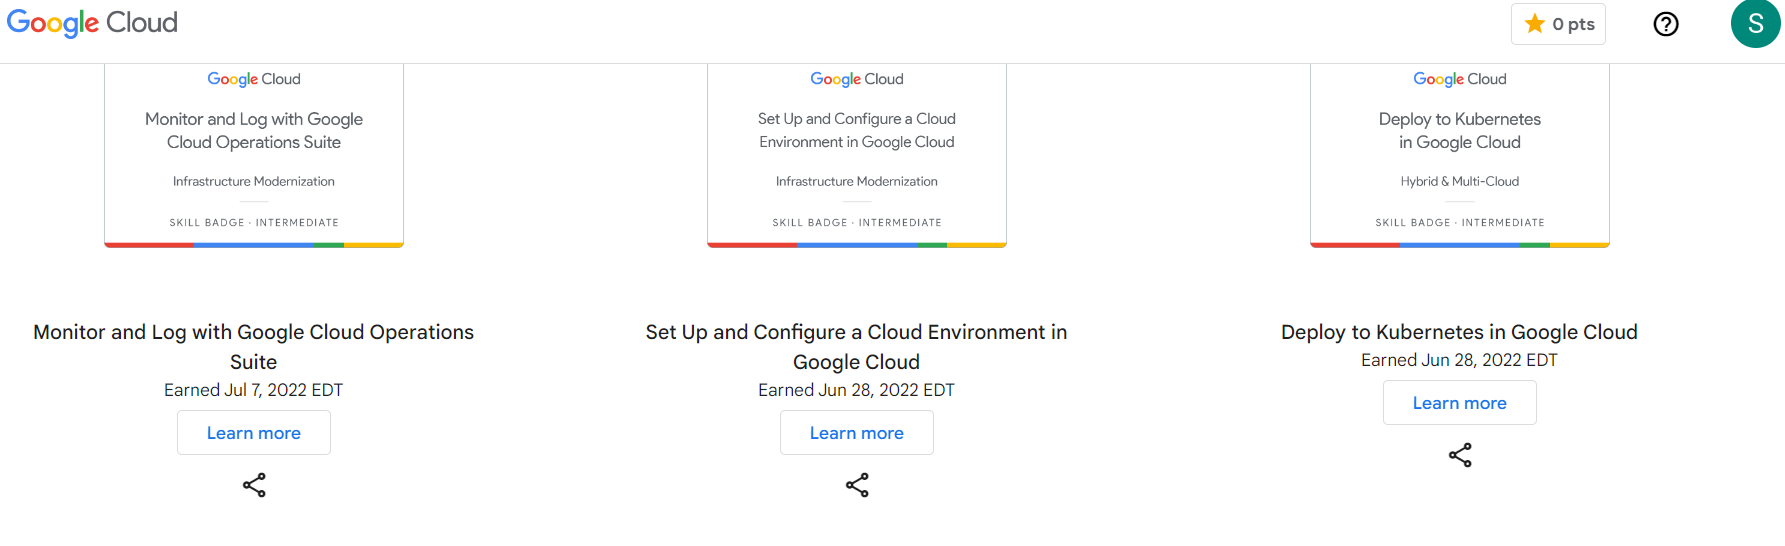 Google Cloud
0 pts
S
Google Cloud
Monitor and Log with Google
Cloud Operations Suite
Infrastructure Modernization
SKILL BADGE · INTERMEDIATE
Monitor and Log with Google Cloud Operations
Suite
Earned Jul 7, 2022 EDT
Learn more
Google Cloud
Set Up and Configure a Cloud
Environment in Google Cloud
Infrastructure Modernization
SKILL BADGE · INTERMEDIATE
Set Up and Configure a Cloud Environment in
Google Cloud
Earned Jun 28, 2022 EDT
Learn more
Google Cloud
Deploy to Kubernetes
in Google Cloud
Hybrid & Multi-Cloud
SKILL BADGE · INTERMEDIATE
Deploy to Kubernetes in Google Cloud
Earned Jun 28, 2022 EDT
Learn more